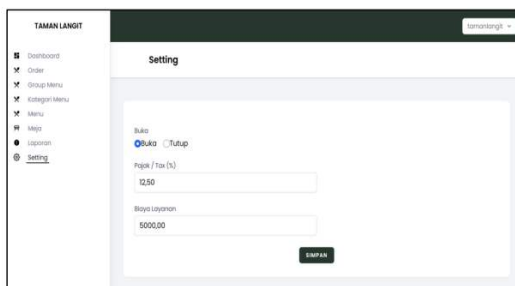 TAMAN LANGIT
tamanlangit
Dashboard
Order
Group Menu
Kategori Menu
Menu
Meja
Laporan
Setting
Setting
Buka
Buka Tutup
Pajak / Tax (%)
12,50
Biaya Layanan
5000,00
SIMPAN